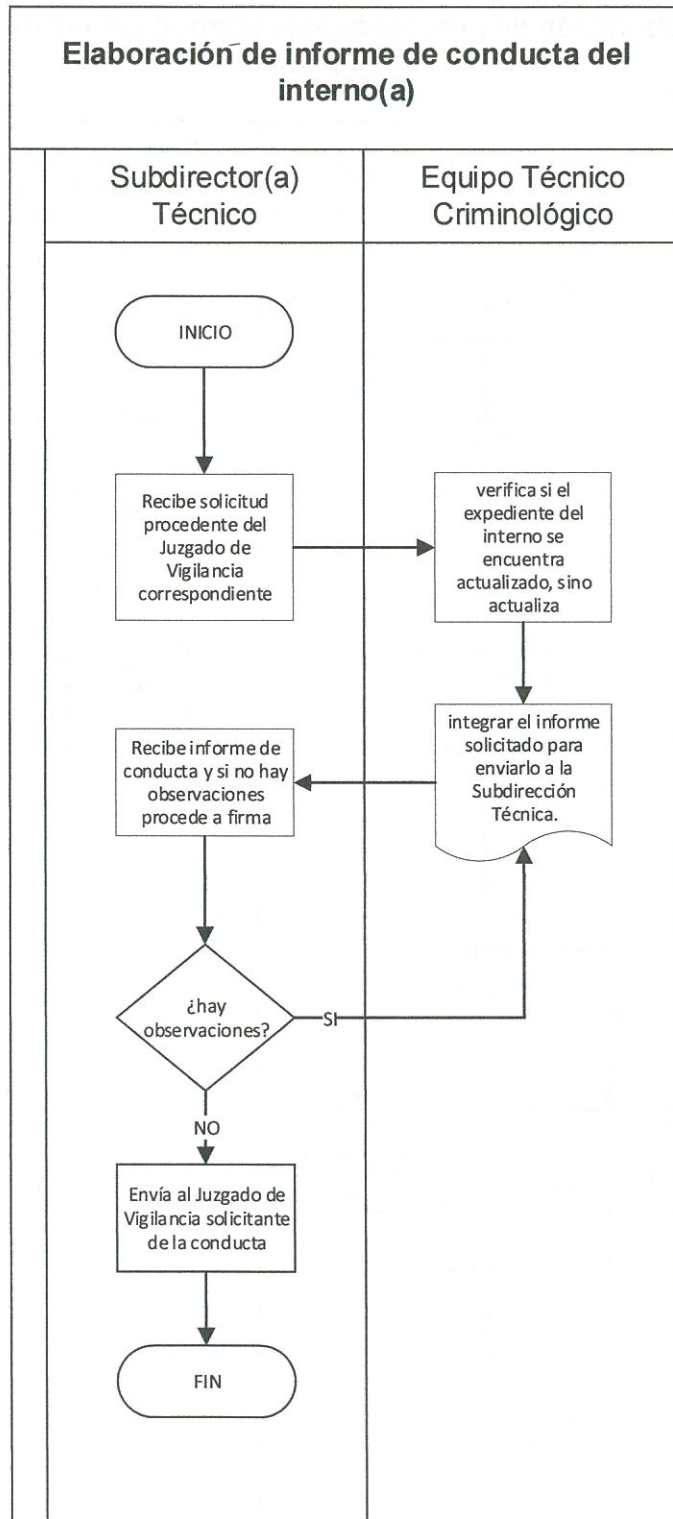 Elaboración de informe de conducta del
interno(a)
Subdirector(a)
Técnico
Equipo Técnico
Criminológico
INICIO
Recibe solicitud
procedente del
Juzgado de
Vigilancia
correspondiente
verifica si el
expediente del
interno se
encuentra
actualizado, sino
actualiza
integrar el informe
solicitado para
enviarlo a la
Subdirección
Técnica.
Recibe informe de
conducta y si no hay
observaciones
procede a firma
¿hay
observaciones?
SI
NO
Envía al Juzgado de
Vigilancia solicitante
de la conducta
FIN